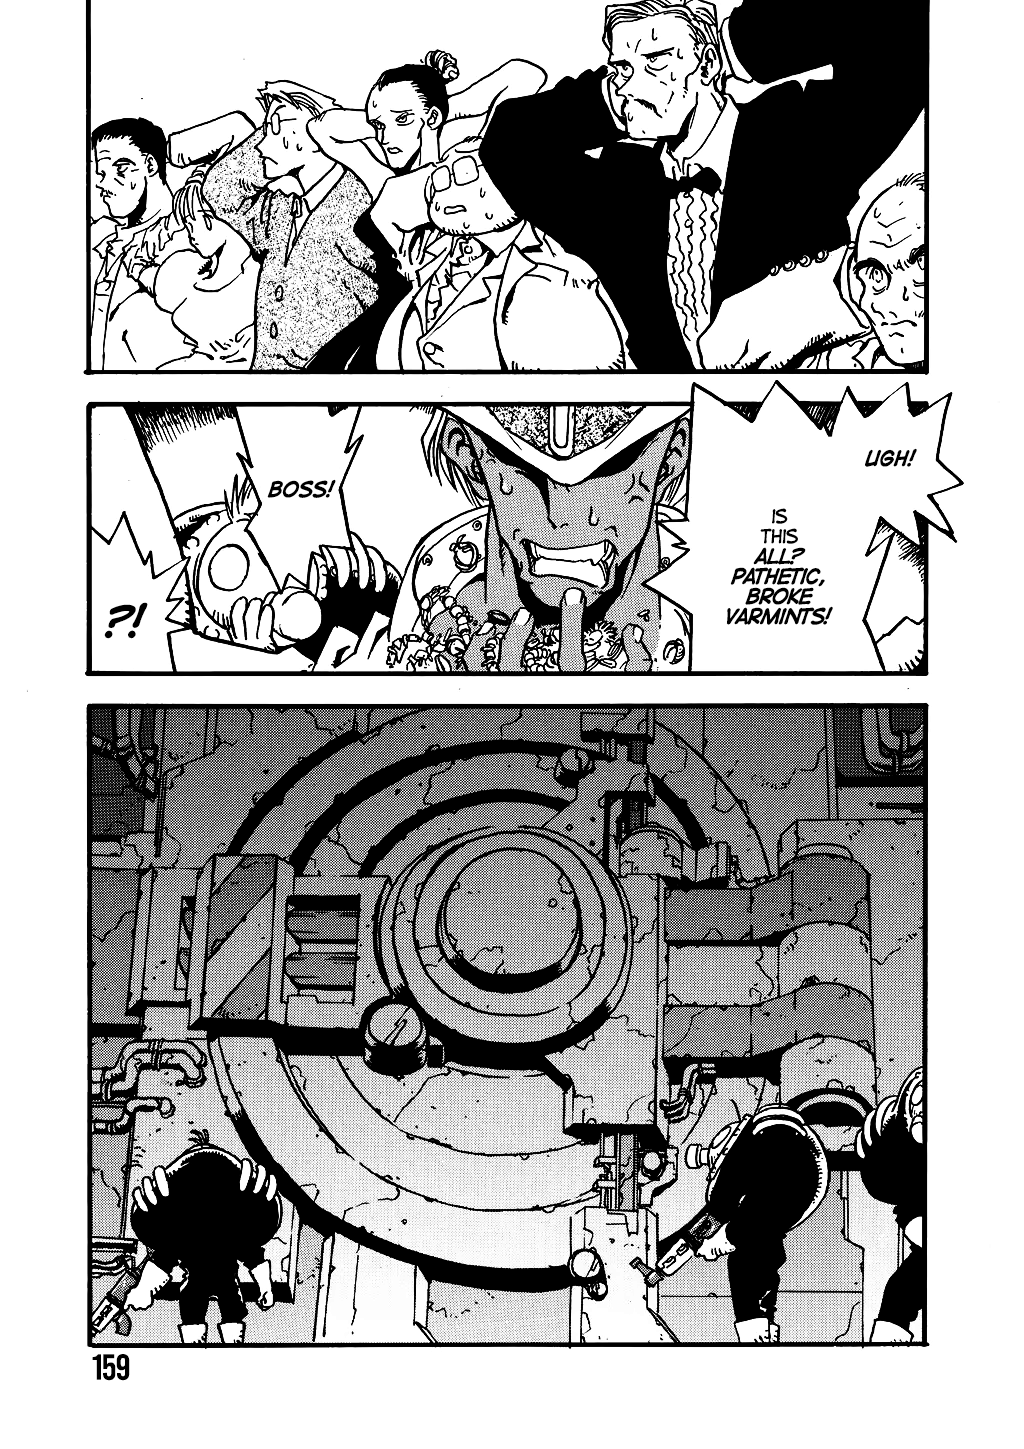 UGH!
IS
THIS
ALL?
PATHETIC,
BROKE
VARMINTS!
BOSS!
?!
159